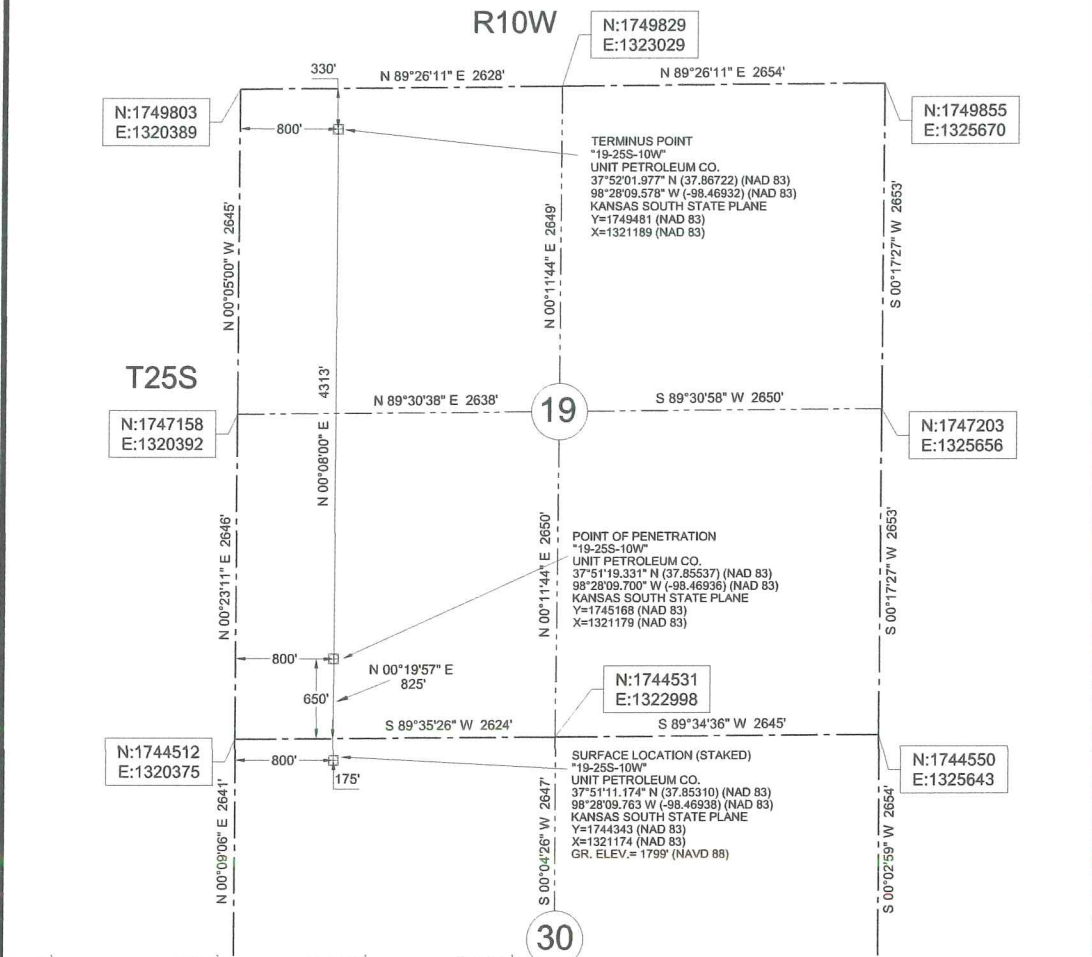 R10W
N:1749829
E:1323029
330'
N 89°26'11" E 2628'
N 89°26'11" E 2654'
N:1749803
E:1320389
800'
N:1749855
E:1325670
TERMINUS POINT
"19-25S-10W"
UNIT PETROLEUM CO.
37°52'01.977" N (37.86722) (NAD 83)
98°28'09.578" W (-98.46932) (NAD 83)
KANSAS SOUTH STATE PLANE
Y=1749481 (NAD 83)
X=1321189 (NAD 83)
N 00°05'00" W 2645'
N 00°11'44" E 2649'
S 00°17'27" W 2653'
T25S
4313'
N 00°08'00" E
N 89°30'38" E 2638'
19
S 89°30'58" W 2650'
N:1747158
E:1320392
N:1747203
E:1325656
N 00°23'11" E 2646'
N 00°11'44" E 2650'
S 00°17'27" W 2653'
POINT OF PENETRATION
"19-25S-10W"
UNIT PETROLEUM CO.
37°51'19.331" N (37.85537) (NAD 83)
98°28'09.700" W (-98.46936) (NAD 83)
KANSAS SOUTH STATE PLANE
Y=1745168 (NAD 83)
X=1321179 (NAD 83)
800'
N 00°19'57" E
825'
650'
N:1744531
E:1322998
S 89°35'26" W 2624'
S 89°34'36" W 2645'
N:1744512
E:1320375
800'
175'
N:1744550
E:1325643
SURFACE LOCATION (STAKED)
"19-25S-10W"
UNIT PETROLEUM CO.
37°51'11.174" N (37.85310) (NAD 83)
98°28'09.763 W (-98.46938) (NAD 83)
KANSAS SOUTH STATE PLANE
Y=1744343 (NAD 83)
X=1321174 (NAD 83)
GR. ELEV.= 1799' (NAVD 88)
N 00°09'06" E 2641'
S 00°04'26" W 2647'
S 00°02'59" W 2654'
30